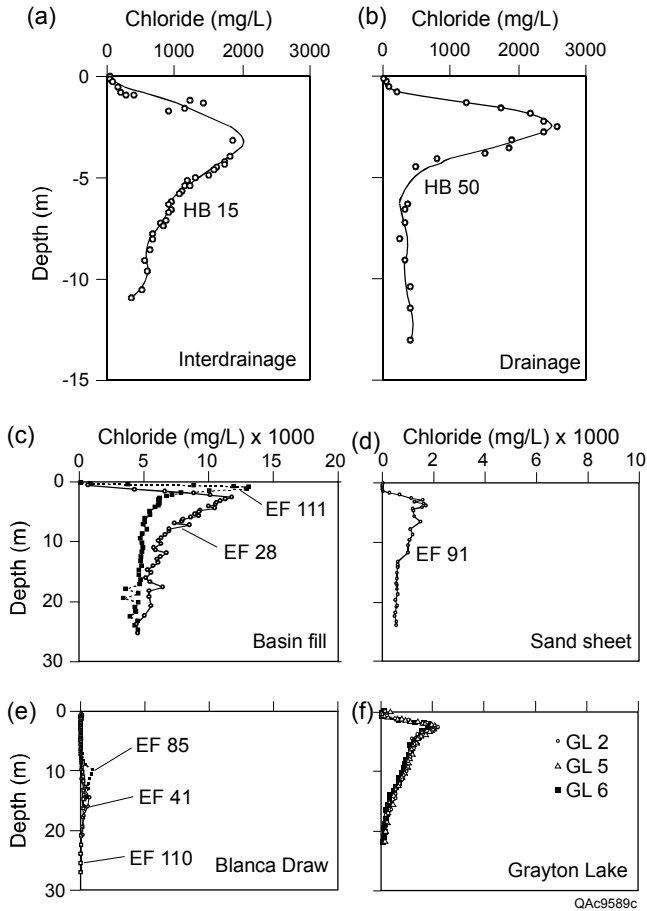 (a) Chloride (mg/L)
0 1000 2000 3000
Depth (m)
0
-5
-10
-15
HB 15
Interdrainage
(b) Chloride (mg/L)
0 1000 2000 3000
HB 50
Drainage
(c) Chloride (mg/L) x 1000
0 5 10 15 20
Depth (m)
0
10
20
30
EF 111
EF 28
Basin fill
(d) Chloride (mg/L) x 1000
0 2 4 6 8 10
EF 91
Sand sheet
(e)
Depth (m)
0
10
20
30
EF 85
EF 41
EF 110
Blanca Draw
(f)
GL 2
GL 5
GL 6
Grayton Lake
QAc9589c